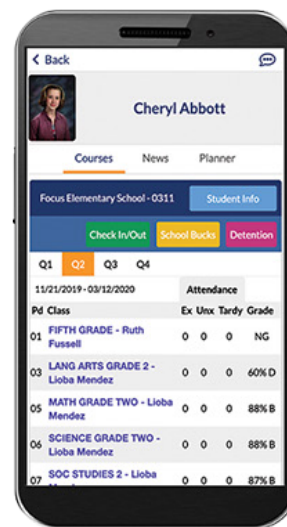 Back
Cheryl Abbott
Courses News Planner
Focus Elementary School - 0311 Student Info
Check In/Out School Bucks Detention
Q1 Q2 Q3 Q4
11/21/2019 - 03/12/2020 Attendance
Pd Class Ex Unx Tardy Grade
01 FIFTH GRADE - Ruth Fussell 0 0 0 NG
03 LANG ARTS GRADE 2 - Lioba Mendez 0 0 0 60% D
05 MATH GRADE TWO - Lioba Mendez 0 0 0 88% B
06 SCIENCE GRADE TWO - Lioba Mendez 0 0 0 88% B
07 SOC STUDIES 2 - Lioba 0 0 0 87% B